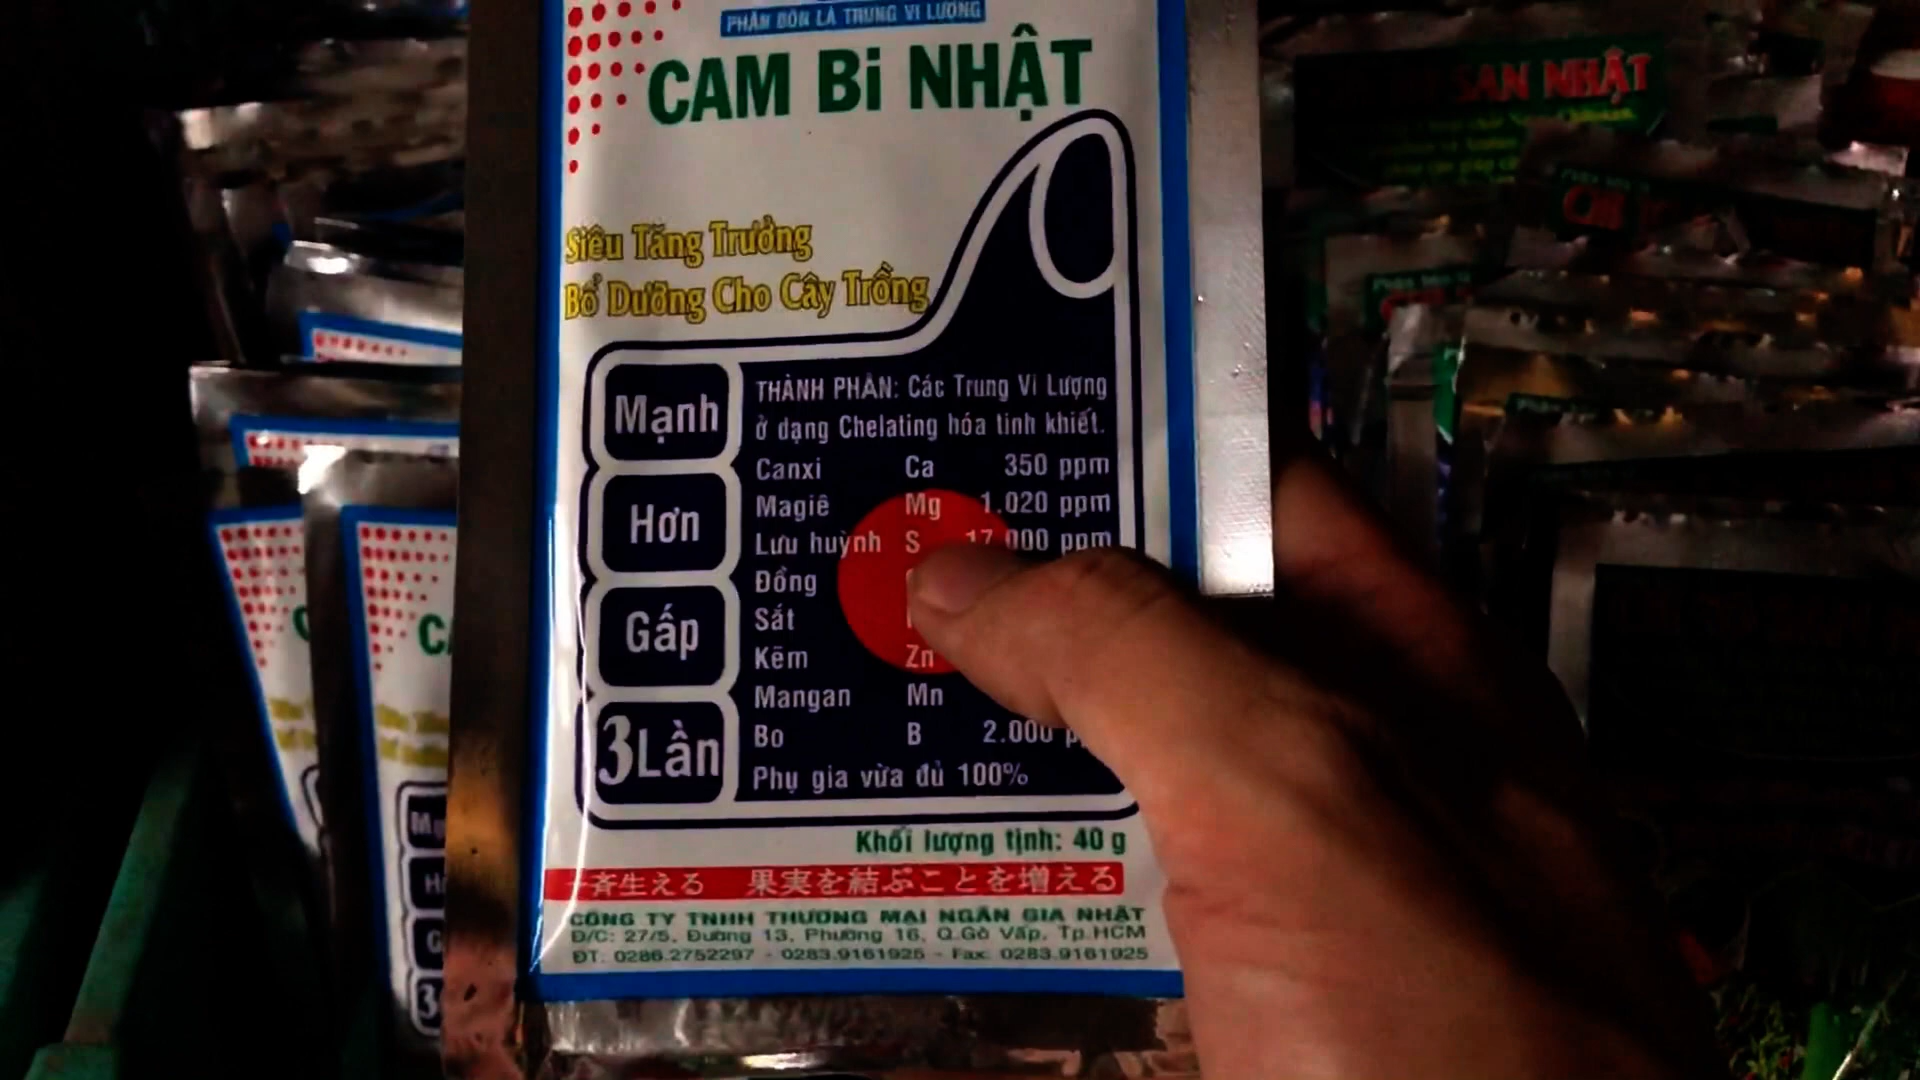 PHÂN BÓN LÁ TRUNG VI LƯỢNG
CAM Bi NHẬT
Siêu Tăng Trưởng
Bổ Dưỡng Cho Cây Trồng
Mạnh
Hơn
Gấp
3Lần
THÀNH PHẦN: Các Trung Vi Lượng
ở dạng Chelating hóa tinh khiết.
Canxi Ca 350 ppm
Magiê Mg 1.020 ppm
Lưu huỳnh S 17.000 ppm
Đồng
Sắt
Kẽm Zn
Mangan Mn
Bo B 2.000
Phụ gia vừa đủ 100%
Khối lượng tịnh: 40 g
一斉生える 果実を結ぶことを増える
CÔNG TY TNHH THƯƠNG MẠI NGÂN GIA NHẬT
Đ/C: 27/5, Đường 13, Phường 16, Q.Gò Vấp, Tp.HCM
ĐT: 0286.2752297 - 0283.9161925 - Fax: 0283.9161925
SAN NHẬT